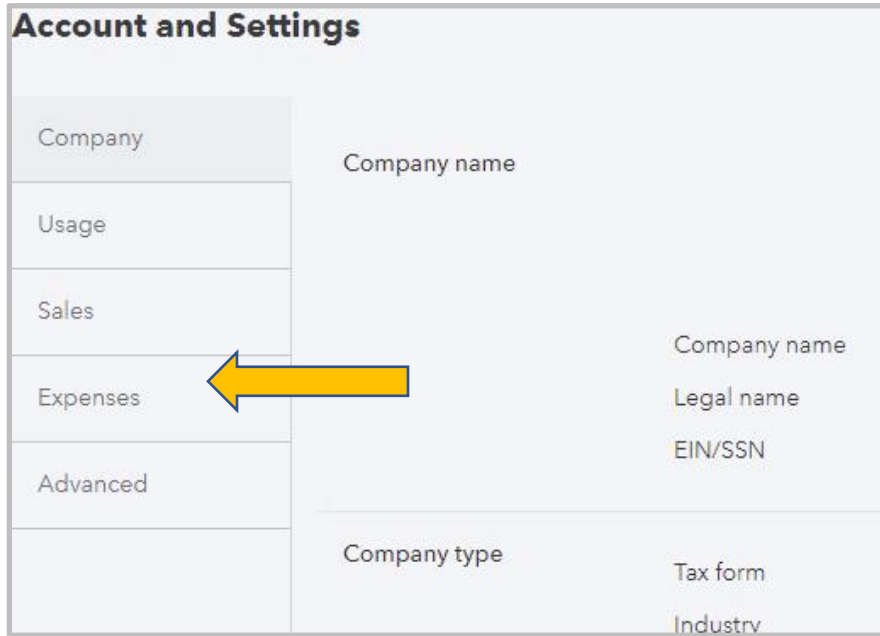 Account and Settings
Company
Usage
Sales
Expenses
Advanced
Company name
Company name
Legal name
EIN/SSN
Company type
Tax form
Industry